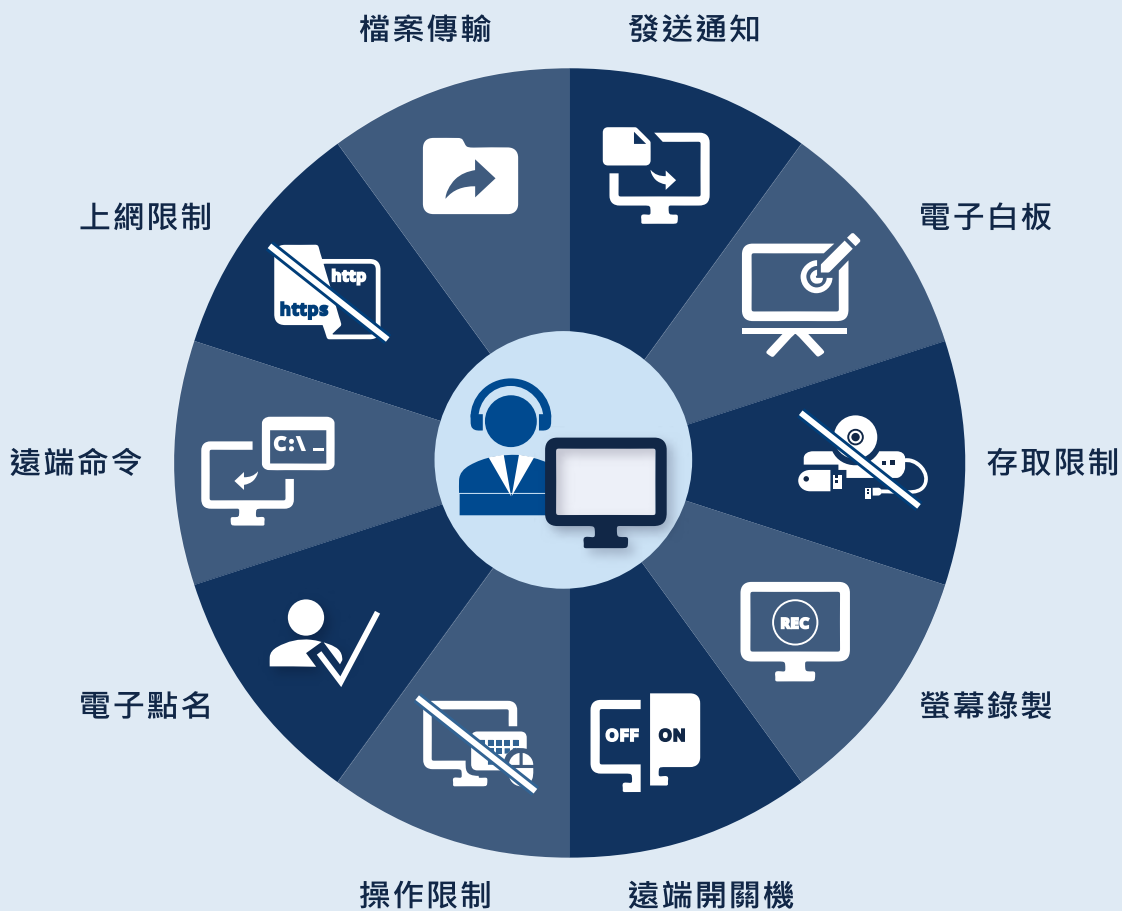 檔案傳輸
發送通知
上網限制
http
https
電子白板
遠端命令
C:\ _
存取限制
電子點名
REC
螢幕錄製
OFF
ON
操作限制
遠端開關機